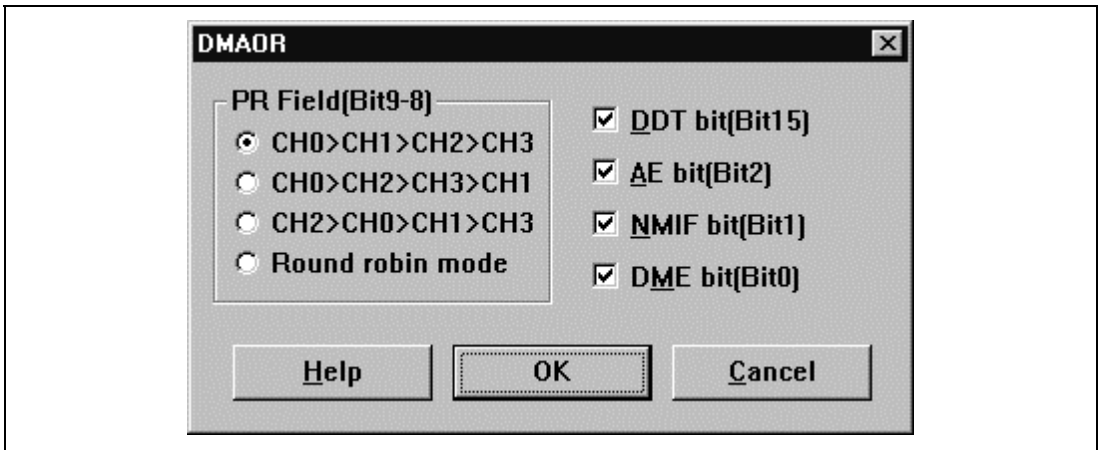 DMAOR
PR Field(Bit9-8)
CH0>CH1>CH2>CH3
CH0>CH2>CH3>CH1
CH2>CH0>CH1>CH3
Round robin mode
DDT bit(Bit15)
AE bit(Bit2)
NMIF bit(Bit1)
DME bit(Bit0)
Help
OK
Cancel